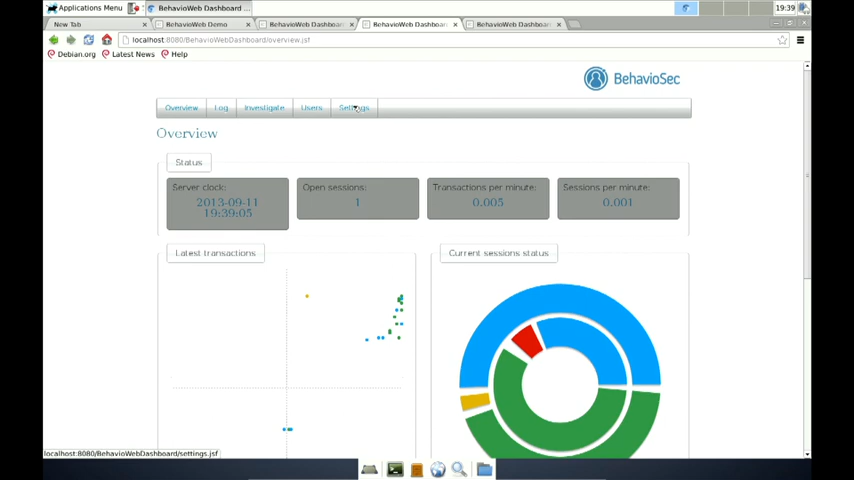 Applications Menu
BehavioWeb Dashboard ...
19:39
New Tab
BehavioWeb Demo
BehavioWeb Dashboard
BehavioWeb Dashboard
BehavioWeb Dashboard
localhost:8080/BehavioWebDashboard/overview.jsf
Debian.org
Latest News
Help
BehavioSec
Overview
Log
Investigate
Users
Settings
Overview
Status
Server clock:
2013-09-11
19:39:05
Open sessions:
1
Transactions per minute:
0.005
Sessions per minute:
0.001
Latest transactions
Current sessions status
localhost:8080/BehavioWebDashboard/settings.jsf